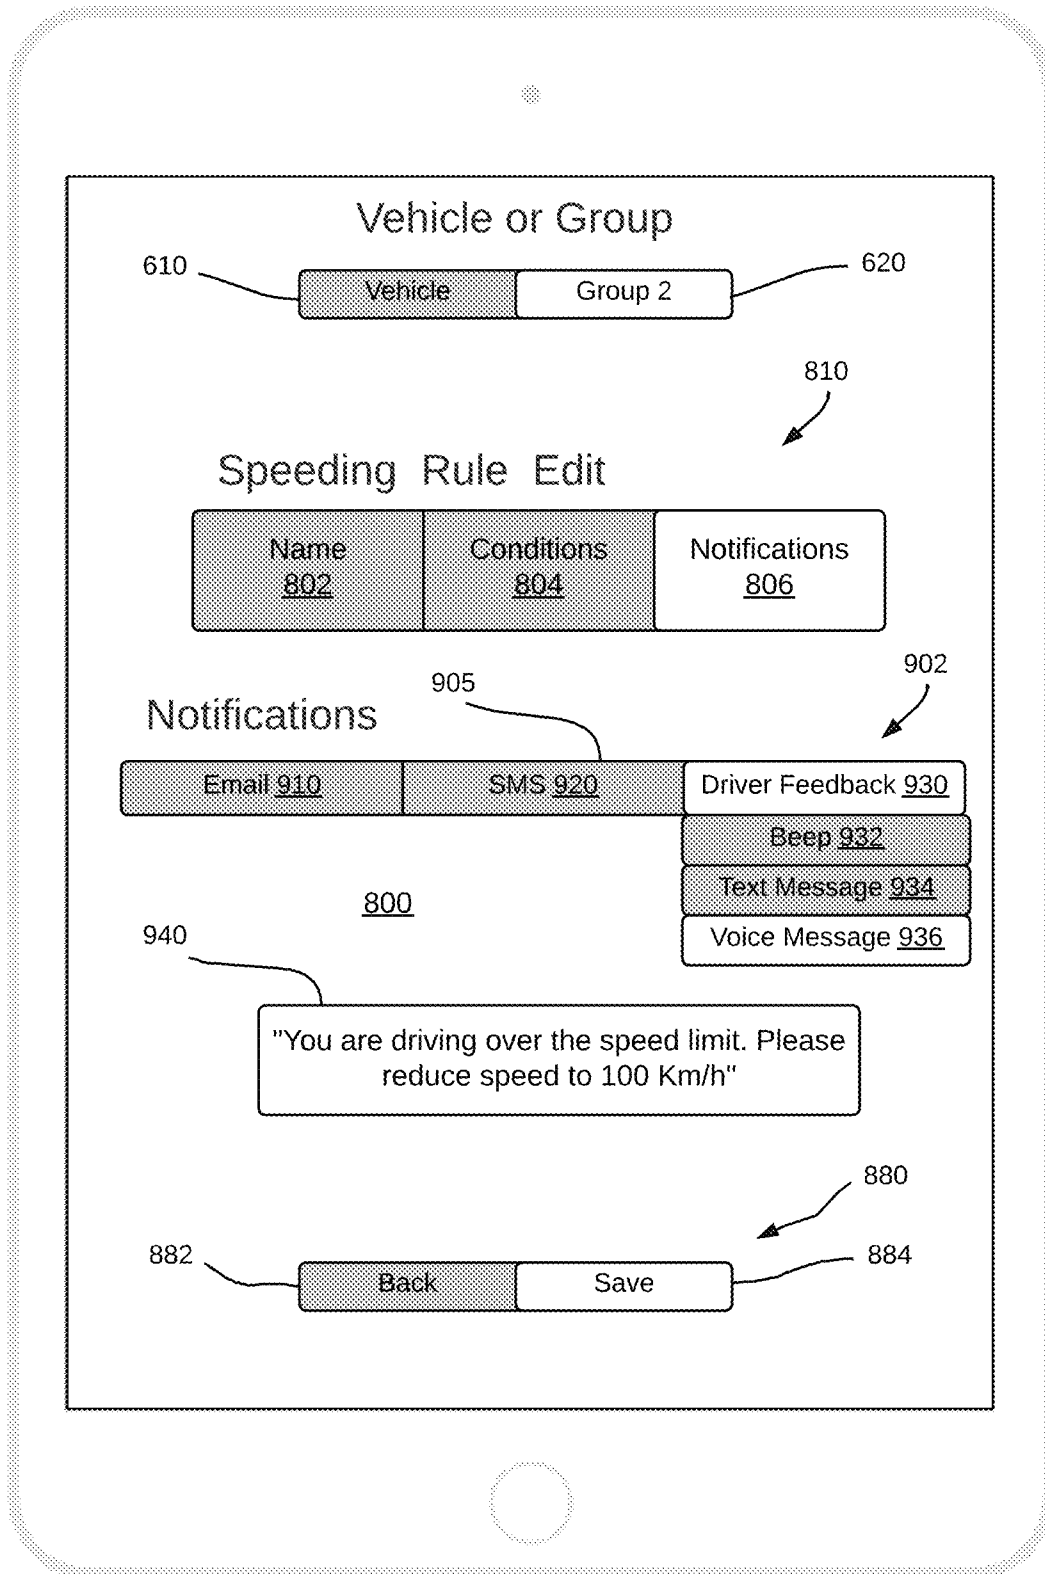 Vehicle or Group
610
620
Vehicle
Group 2
810
Speeding Rule Edit
Name
802
Conditions
804
Notifications
806
902
905
Notifications
Email 910
SMS 920
Driver Feedback 930
Beep 932
Text Message 934
Voice Message 936
800
940
"You are driving over the speed limit. Please
reduce speed to 100 Km/h"
880
882
884
Back
Save